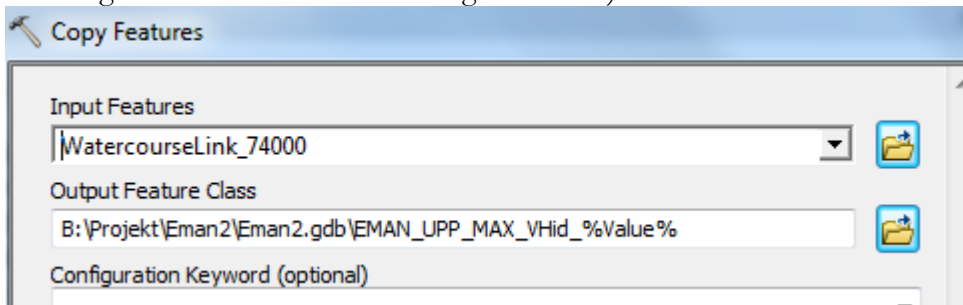 Copy Features
Input Features
WatercourseLink_74000
Output Feature Class
B:\Projekt\Eman2\Eman2.gdb\EMAN_UPP_MAX_VHid_%Value%
Configuration Keyword (optional)